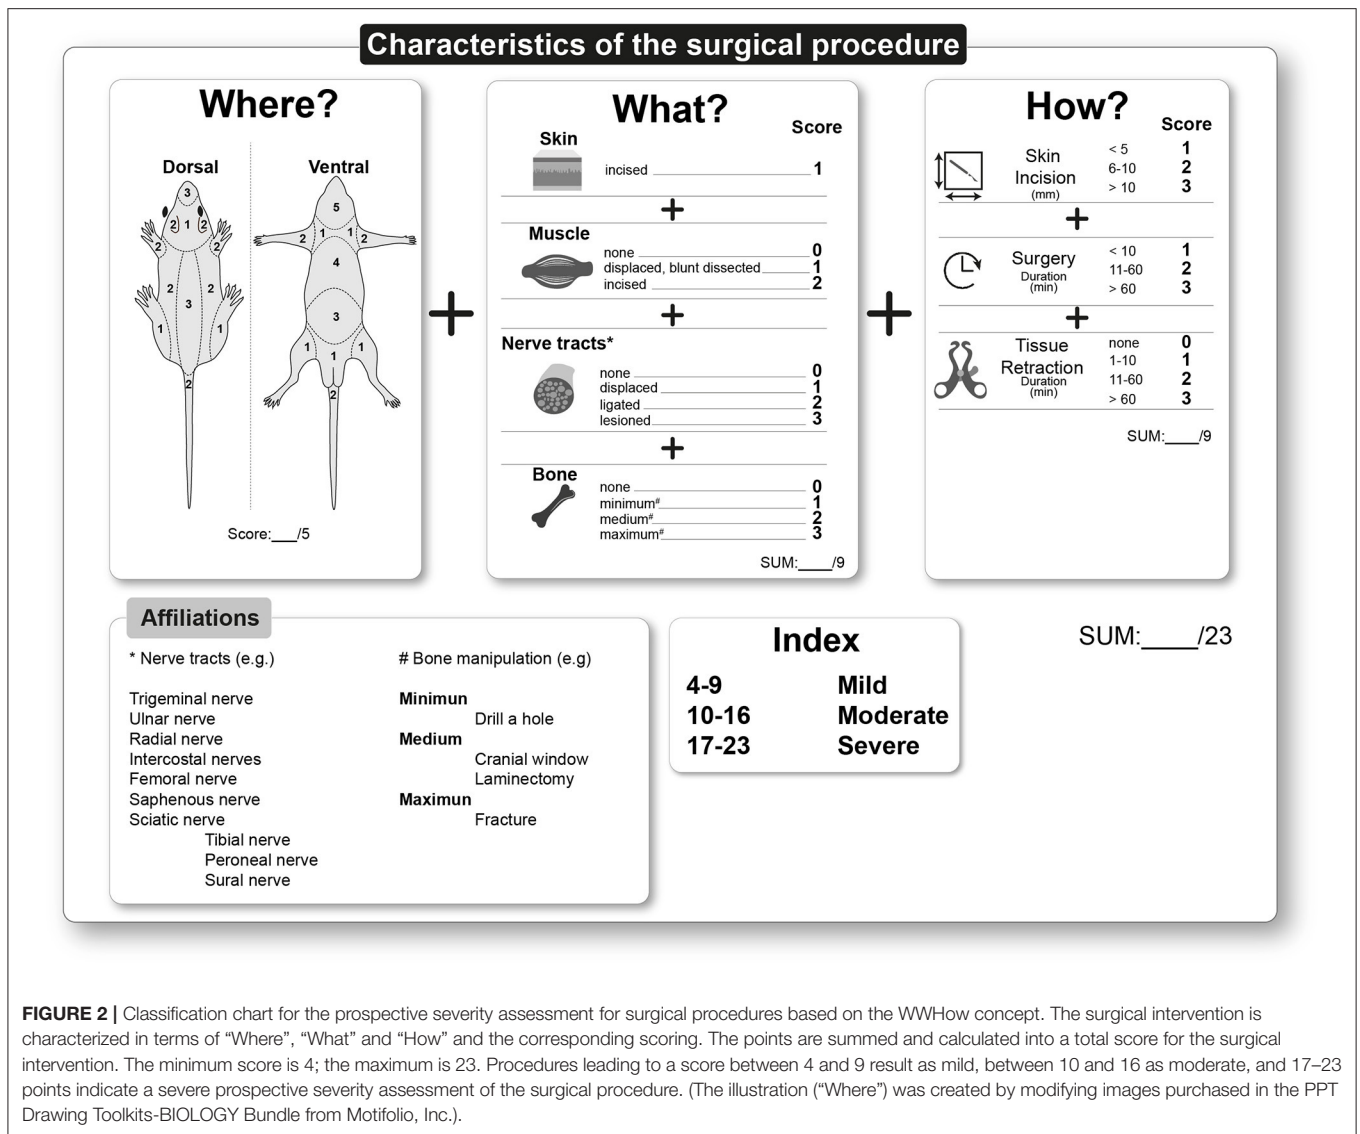 Characteristics of the surgical procedure
Where?
Dorsal
Ventral
3
2 1 2
2 2
2 2
3
1 1
2
5
2 1 1 2
4
3
1 1
1
2
Score:___/5
+
What?
Score
Skin
incised 1
+
Muscle
none 0
displaced, blunt dissected 1
incised 2
+
Nerve tracts*
none 0
displaced 1
ligated 2
lesioned 3
+
Bone
none 0
minimum# 1
medium# 2
maximum# 3
SUM:____/9
+
How?
Score
Skin
Incision
(mm)
< 5 1
6-10 2
> 10 3
+
Surgery
Duration
(min)
< 10 1
11-60 2
> 60 3
+
Tissue
Retraction
Duration
(min)
none 0
1-10 1
11-60 2
> 60 3
SUM:____/9
Affiliations
* Nerve tracts (e.g.)
Trigeminal nerve
Ulnar nerve
Radial nerve
Intercostal nerves
Femoral nerve
Saphenous nerve
Sciatic nerve
Tibial nerve
Peroneal nerve
Sural nerve
# Bone manipulation (e.g)
Minimun
Drill a hole
Medium
Cranial window
Laminectomy
Maximun
Fracture
Index
4-9 Mild
10-16 Moderate
17-23 Severe
SUM:____/23
FIGURE 2 | Classification chart for the prospective severity assessment for surgical procedures based on the WWHow concept. The surgical intervention is
characterized in terms of “Where”, “What” and “How” and the corresponding scoring. The points are summed and calculated into a total score for the surgical
intervention. The minimum score is 4; the maximum is 23. Procedures leading to a score between 4 and 9 result as mild, between 10 and 16 as moderate, and 17–23
points indicate a severe prospective severity assessment of the surgical procedure. (The illustration (“Where”) was created by modifying images purchased in the PPT
Drawing Toolkits-BIOLOGY Bundle from Motifolio, Inc.).